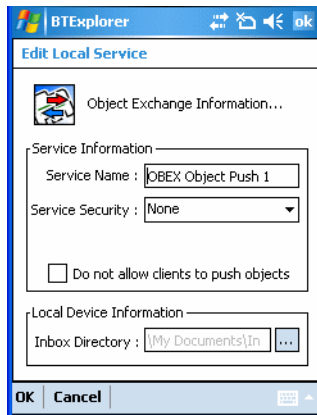 BTExplorer ok
Edit Local Service
Object Exchange Information...
Service Information
Service Name : OBEX Object Push 1
Service Security : None
Do not allow clients to push objects
Local Device Information
Inbox Directory : \My Documents\In ...
OK Cancel